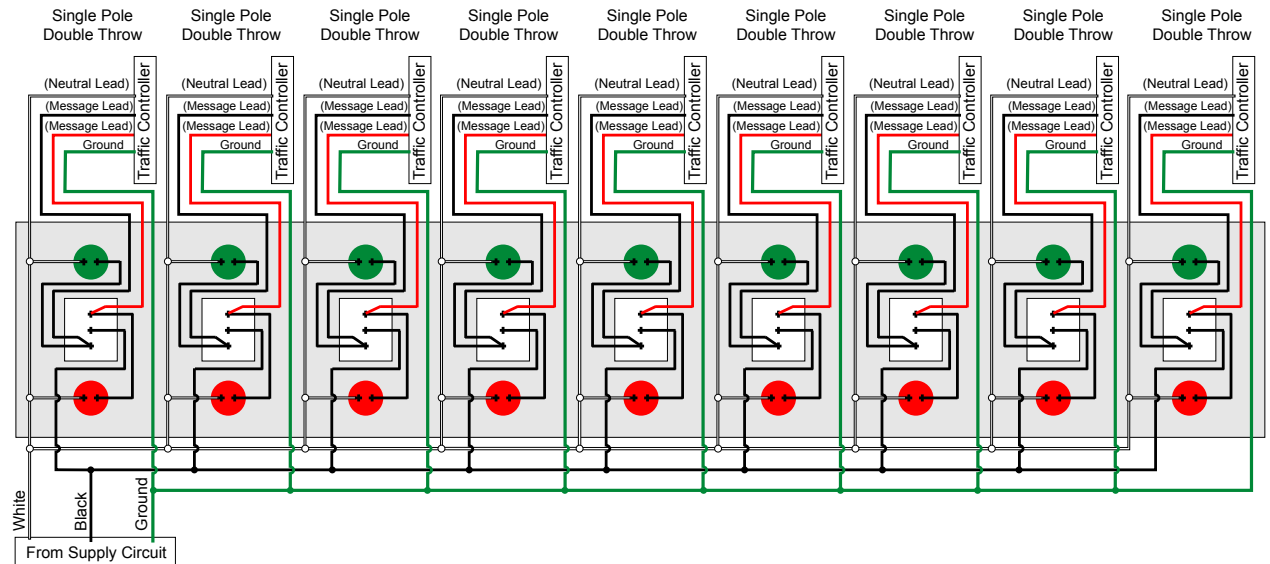 Single Pole
Double Throw
Single Pole
Double Throw
Single Pole
Double Throw
Single Pole
Double Throw
Single Pole
Double Throw
Single Pole
Double Throw
Single Pole
Double Throw
Single Pole
Double Throw
Single Pole
Double Throw
(Neutral Lead)
(Message Lead)
(Message Lead)
Ground
Traffic Controller
(Neutral Lead)
(Message Lead)
(Message Lead)
Ground
Traffic Controller
(Neutral Lead)
(Message Lead)
(Message Lead)
Ground
Traffic Controller
(Neutral Lead)
(Message Lead)
(Message Lead)
Ground
Traffic Controller
(Neutral Lead)
(Message Lead)
(Message Lead)
Ground
Traffic Controller
(Neutral Lead)
(Message Lead)
(Message Lead)
Ground
Traffic Controller
(Neutral Lead)
(Message Lead)
(Message Lead)
Ground
Traffic Controller
(Neutral Lead)
(Message Lead)
(Message Lead)
Ground
Traffic Controller
(Neutral Lead)
(Message Lead)
(Message Lead)
Ground
Traffic Controller
White
Black
Ground
From Supply Circuit